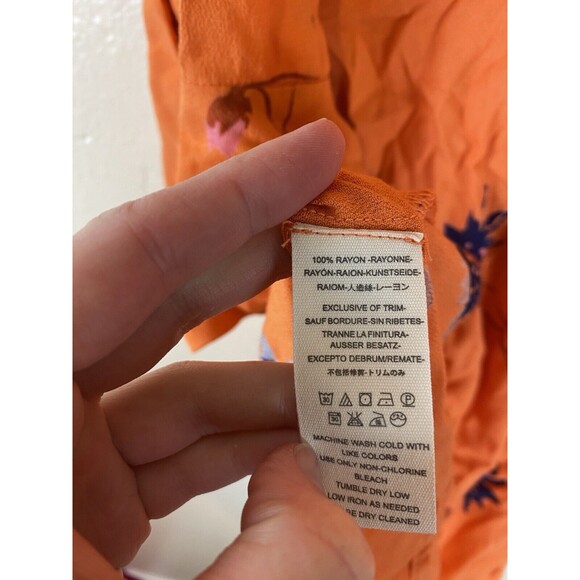 100% RAYON -RAYONNE-
RAYÓN-RAION-KUNSTSEIDE-
RAIOM-人造絲-レーヨン
EXCLUSIVE OF TRIM-
SAUF BORDURE-SIN RIBETES-
TRANNE LA FINITURA-
AUSSER BESATZ-
EXCEPTO DEBRUM/REMATE-
不包括修剪-トリムのみ
30 P
30
MACHINE WASH COLD WITH
LIKE COLORS
USE ONLY NON-CHLORINE
BLEACH
TUMBLE DRY LOW
LOW IRON AS NEEDED
DRY CLEANED